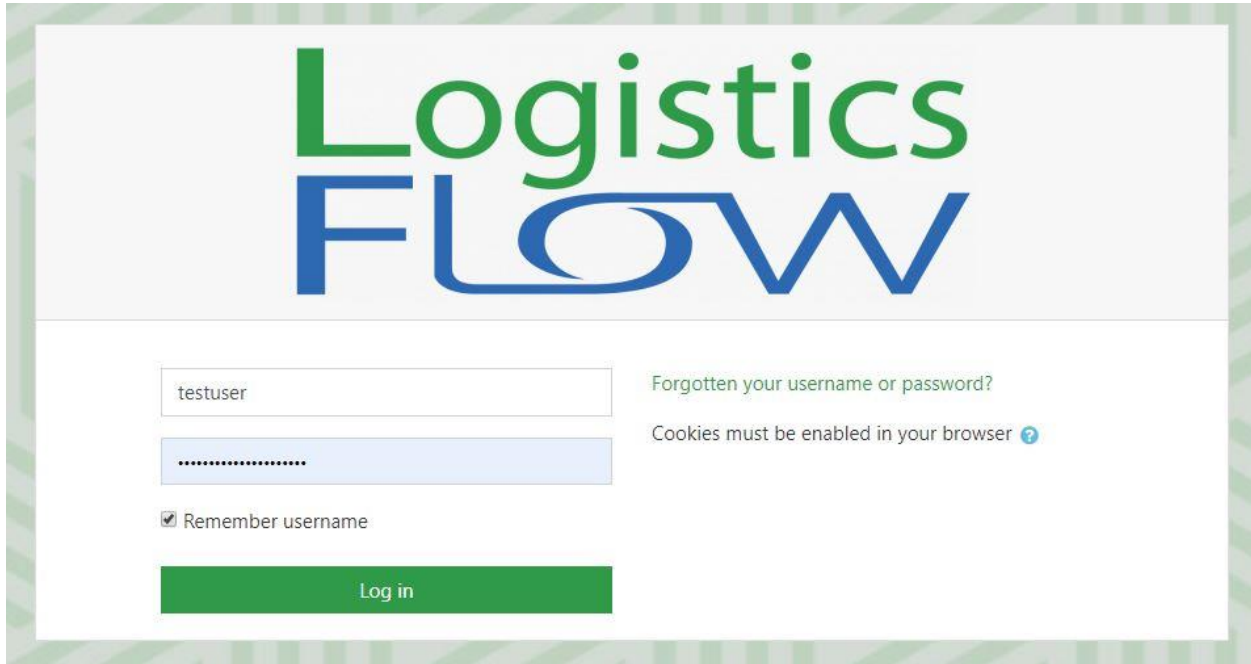 Logistics
FLOW
testuser
Forgotten your username or password?
•••••••••••••••••••••
Cookies must be enabled in your browser
Remember username
Log in